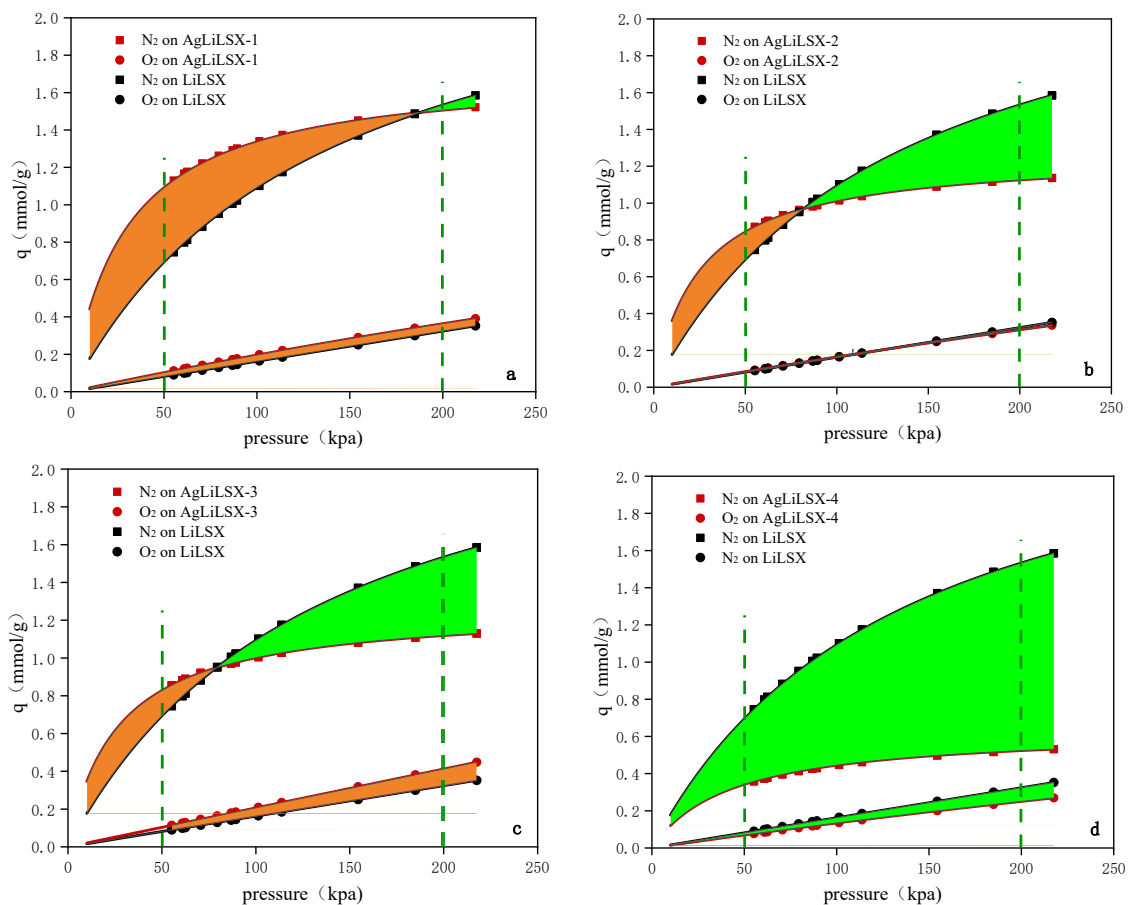 2.0
1.8
1.6
1.4
1.2
1.0
0.8
0.6
0.4
0.2
0.0
q（mmol/g）
N2 on AgLiLSX-1
O2 on AgLiLSX-1
N2 on LiLSX
O2 on LiLSX
a
0 50 100 150 200 250
pressure（kpa)
2.0
1.8
1.6
1.4
1.2
1.0
0.8
0.6
0.4
0.2
0.0
q（mmol/g）
N2 on AgLiLSX-2
O2 on AgLiLSX-2
N2 on LiLSX
O2 on LiLSX
b
0 50 100 150 200 250
pressure（kpa)
2.0
1.8
1.6
1.4
1.2
1.0
0.8
0.6
0.4
0.2
0.0
q（mmol/g）
N2 on AgLiLSX-3
O2 on AgLiLSX-3
N2 on LiLSX
O2 on LiLSX
c
0 50 100 150 200 250
pressure（kpa)
2.0
1.8
1.6
1.4
1.2
1.0
0.8
0.6
0.4
0.2
0.0
q（mmol/g）
N2 on AgLiLSX-4
O2 on AgLiLSX-4
N2 on LiLSX
N2 on LiLSX
d
0 50 100 150 200 250
pressure（kpa)